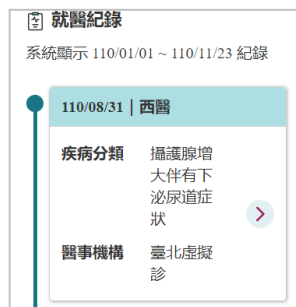 就醫紀錄
系統顯示 110/01/01 ~ 110/11/23 紀錄
110/08/31｜西醫
疾病分類 攝護腺增
大伴有下
泌尿道症
狀
醫事機構 臺北虛擬
診